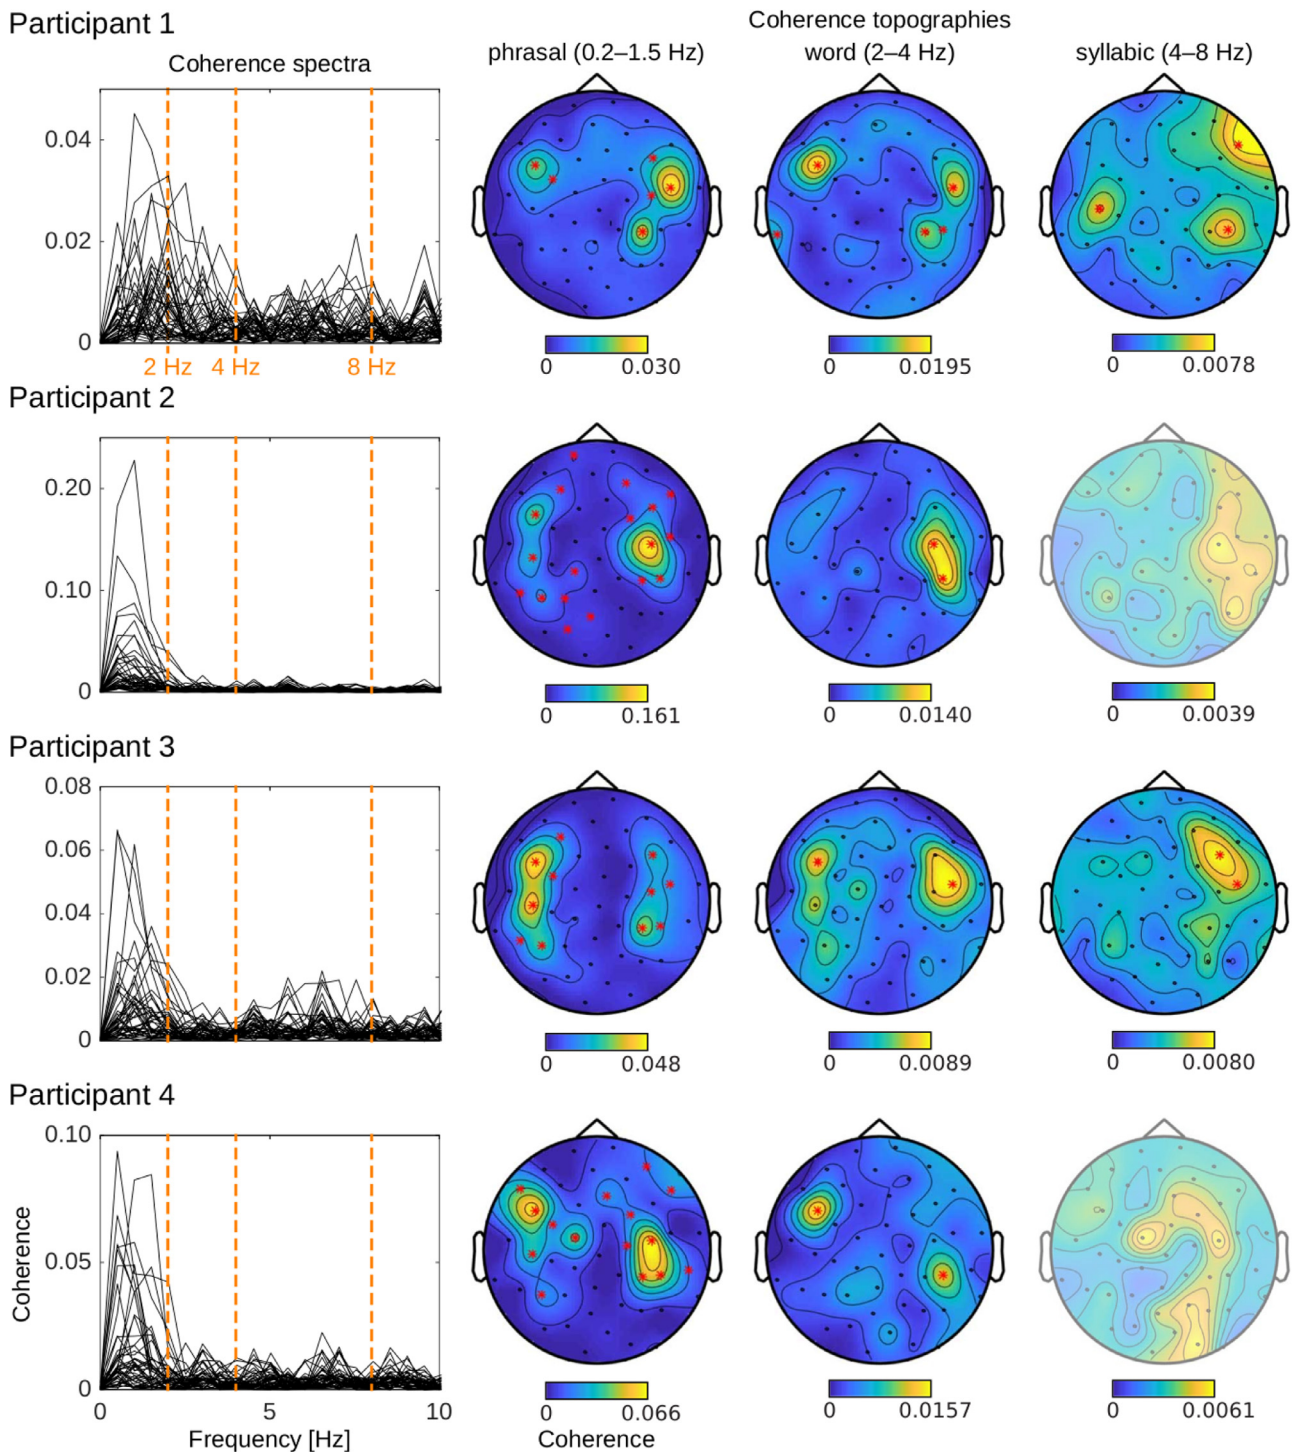 Participant 1
Coherence topographies
Coherence spectra
phrasal (0.2–1.5 Hz)
word (2–4 Hz)
syllabic (4–8 Hz)
0.04
0.02
0
2 Hz
4 Hz
8 Hz
0
0.030
0
0.0195
0
0.0078
Participant 2
0.20
0.10
0
0
0.161
0
0.0140
0
0.0039
Participant 3
0.08
0.06
0.04
0.02
0
0
0.048
0
0.0089
0
0.0080
Participant 4
0.10
0.05
0
Coherence
0
5
10
Frequency [Hz]
0
0.066
Coherence
0
0.0157
0
0.0061